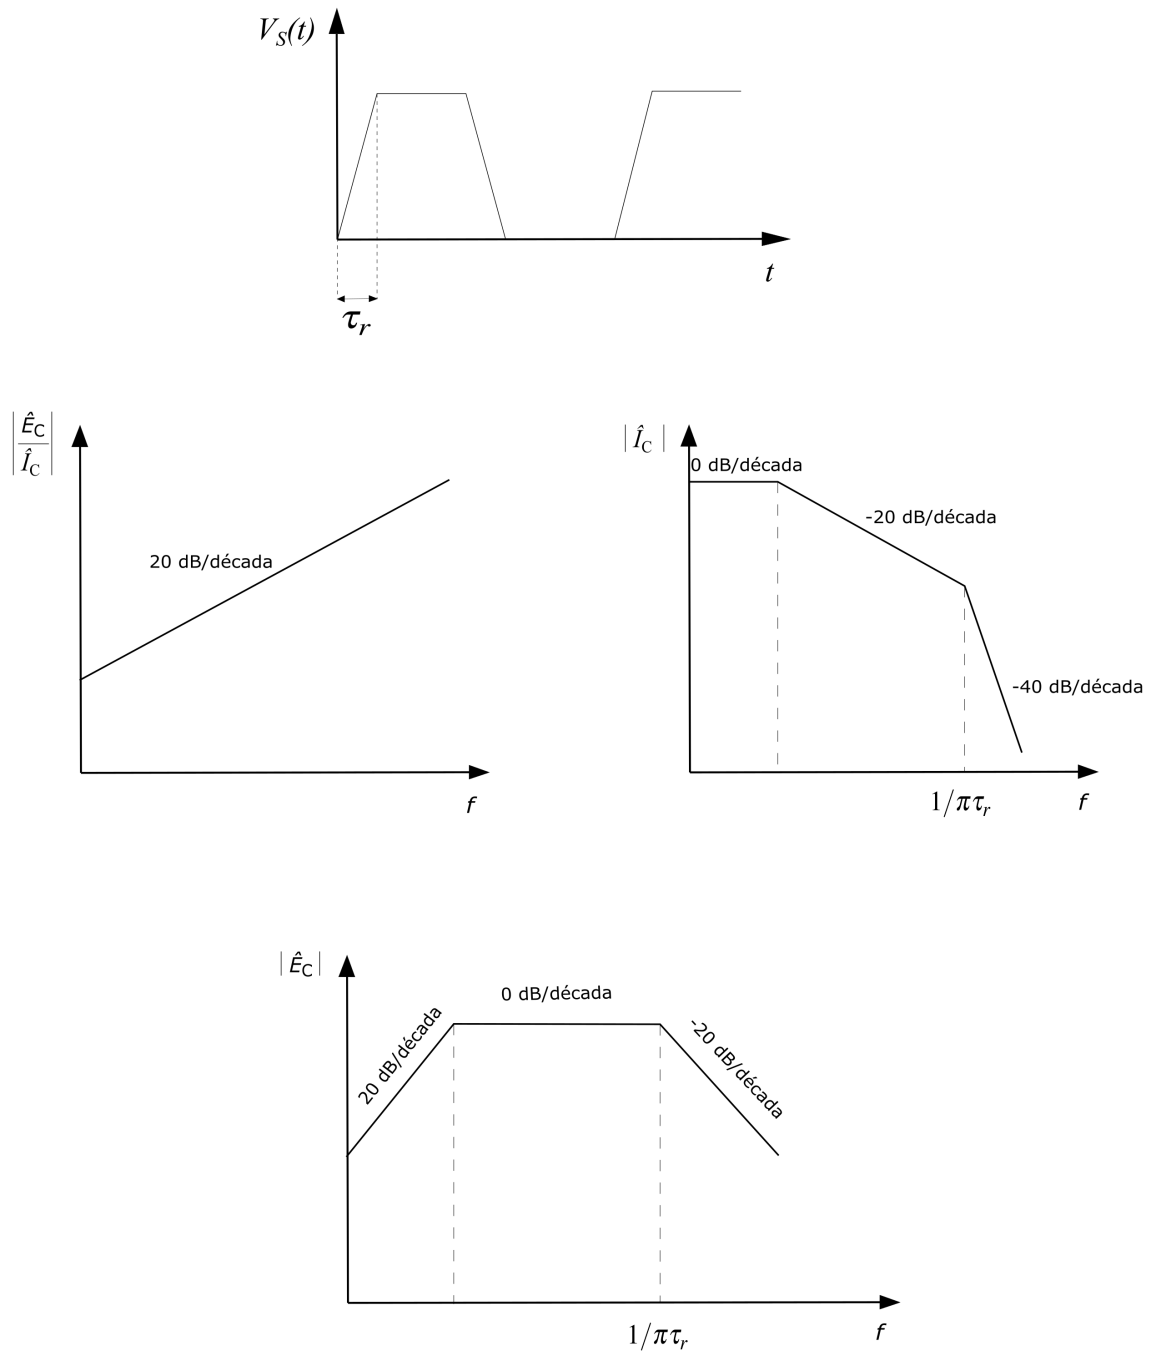 V_S(t)
t
τ_r
|Ê_C / Î_C|
20 dB/década
f
|Î_C|
0 dB/década
-20 dB/década
-40 dB/década
1/πτ_r
f
|Ê_C|
20 dB/década
0 dB/década
-20 dB/década
1/πτ_r
f